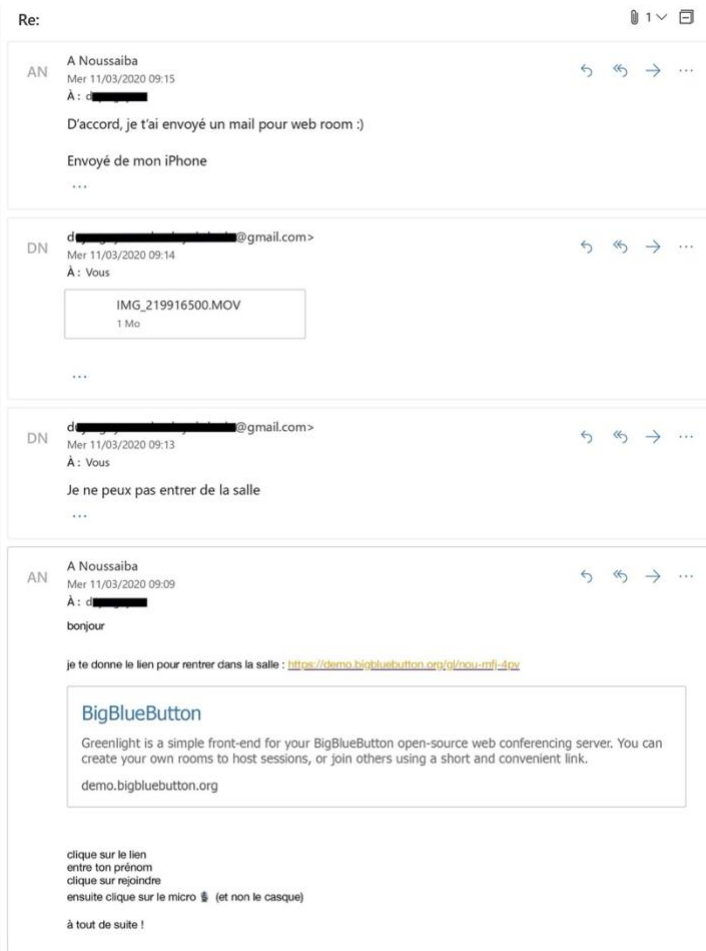 Re:
1
AN
A Noussaiba
Mer 11/03/2020 09:15
À : d
D'accord, je t'ai envoyé un mail pour web room :)
Envoyé de mon iPhone
...
DN
d @gmail.com>
Mer 11/03/2020 09:14
À : Vous
IMG_219916500.MOV
1 Mo
...
DN
d @gmail.com>
Mer 11/03/2020 09:13
À : Vous
Je ne peux pas entrer de la salle
...
AN
A Noussaiba
Mer 11/03/2020 09:09
À : d
bonjour
je te donne le lien pour rentrer dans la salle : https://demo.bigbluebutton.org/gl/nou-mfj-4pv
BigBlueButton
Greenlight is a simple front-end for your BigBlueButton open-source web conferencing server. You can
create your own rooms to host sessions, or join others using a short and convenient link.
demo.bigbluebutton.org
clique sur le lien
entre ton prénom
clique sur rejoindre
ensuite clique sur le micro 🎙 (et non le casque)
à tout de suite !